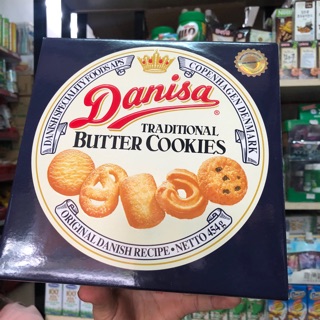 DANISH SPECIALITY FOODS APS
COPENHAGEN DENMARK
Danisa®
TRADITIONAL
BUTTER COOKIES
ORIGINAL DANISH RECIPE • NETTO 454g